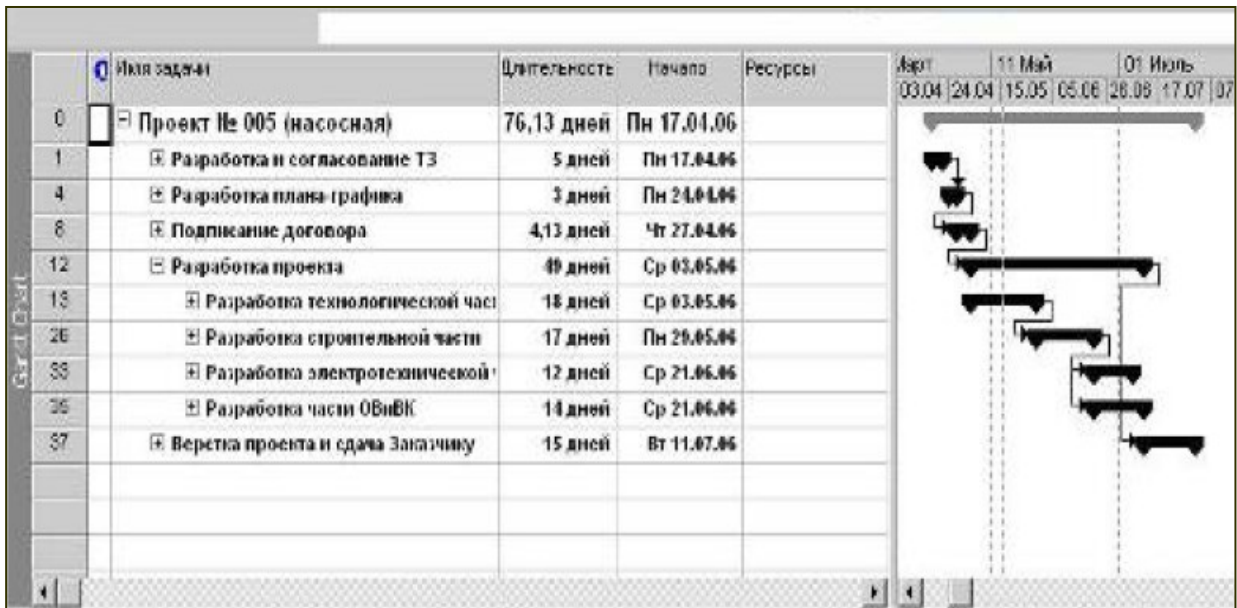 Имя задачи Длительность Начало Ресурсы Март 11 Май 01 Июль
03.04 24.04 15.05 05.06 26.06 17.07 07
0 Проект № 005 (насосная) 76,13 дней Пн 17.04.06
1 Разработка и согласование ТЗ 5 дней Пн 17.04.06
4 Разработка плана-графика 3 дней Пн 24.04.06
8 Подписание договора 4,13 дней Чт 27.04.06
12 Разработка проекта 49 дней Ср 03.05.06
13 Разработка технологической час 18 дней Ср 03.05.06
26 Разработка строительной части 17 дней Пн 29.05.06
33 Разработка электротехнической 12 дней Ср 21.06.06
35 Разработка части ОВиВК 14 дней Ср 21.06.06
37 Верстка проекта и сдача Заказчику 15 дней Вт 11.07.06
Gantt Chart